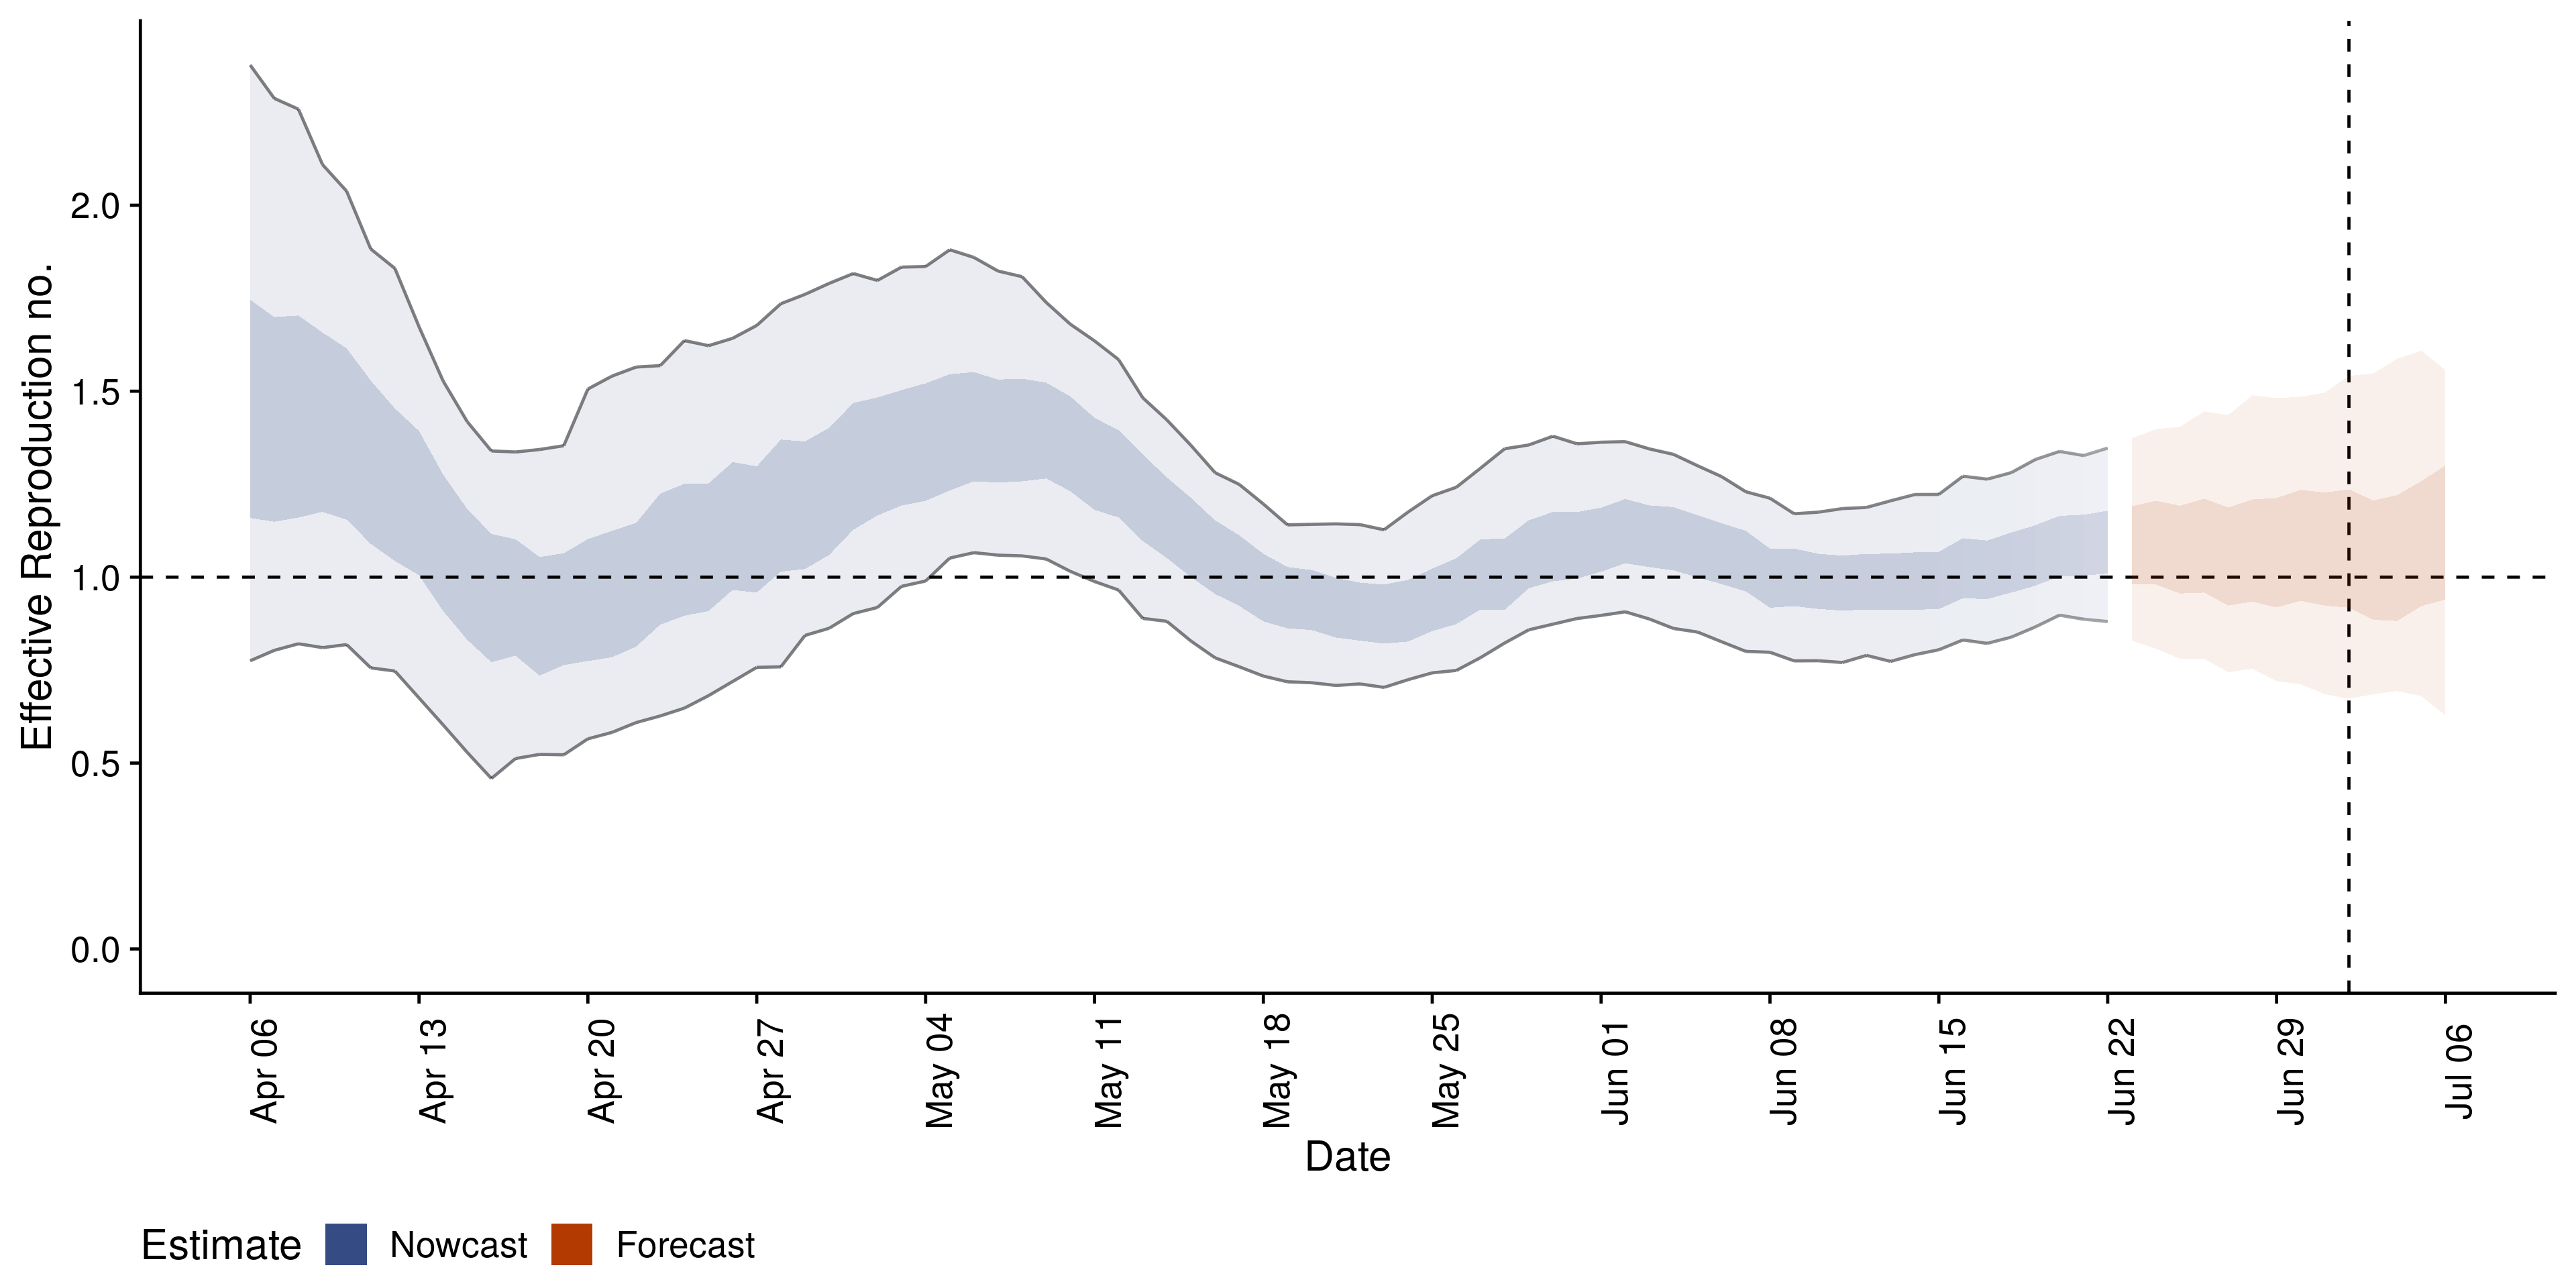 Effective Reproduction no.
2.0
1.5
1.0
0.5
0.0
Apr 06
Apr 13
Apr 20
Apr 27
May 04
May 11
May 18
May 25
Jun 01
Jun 08
Jun 15
Jun 22
Jun 29
Jul 06
Date
Estimate Nowcast Forecast